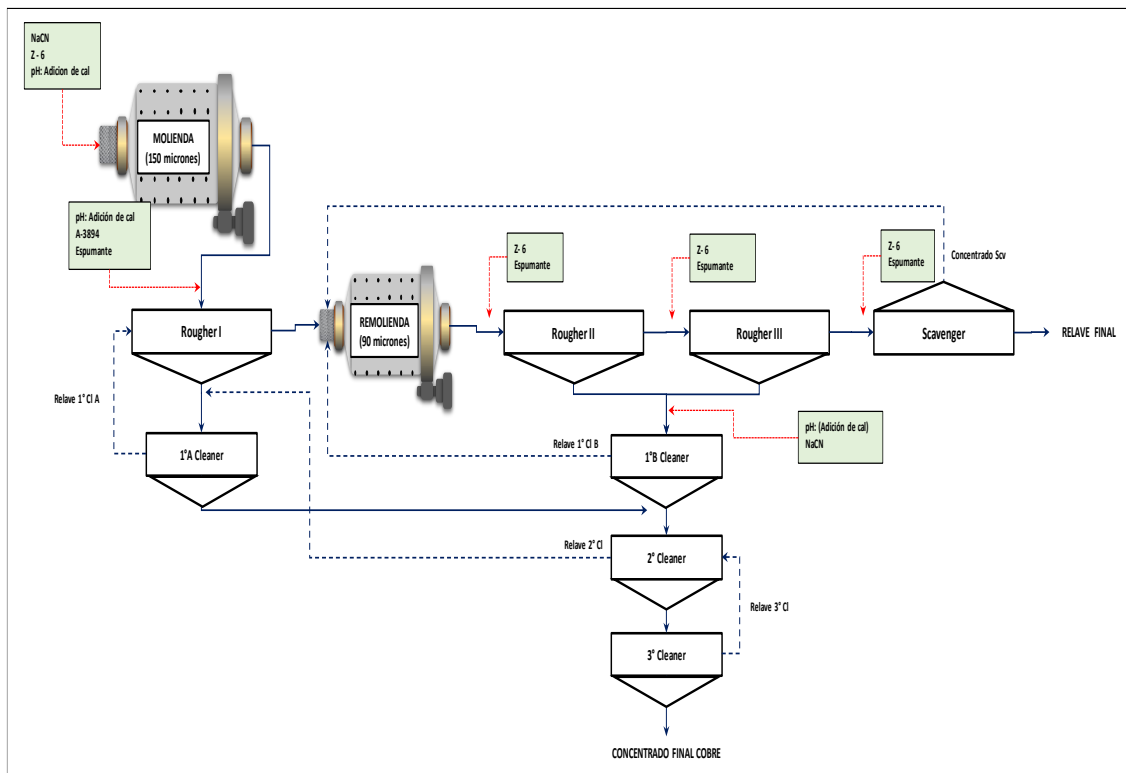 NaCN
Z - 6
pH: Adicion de cal
MOLIENDA
(150 micrones)
pH: Adición de cal
A-3894
Espumante
Z- 6
Espumante
Z- 6
Espumante
Z- 6
Espumante
Concentrado Scv
Rougher I
REMOLIENDA
(90 micrones)
Rougher II
Rougher III
Scavenger
RELAVE FINAL
Relave 1° Cl A
pH: (Adición de cal)
NaCN
Relave 1° Cl B
1°A Cleaner
1°B Cleaner
Relave 2° Cl
2° Cleaner
Relave 3° Cl
3° Cleaner
CONCENTRADO FINAL COBRE